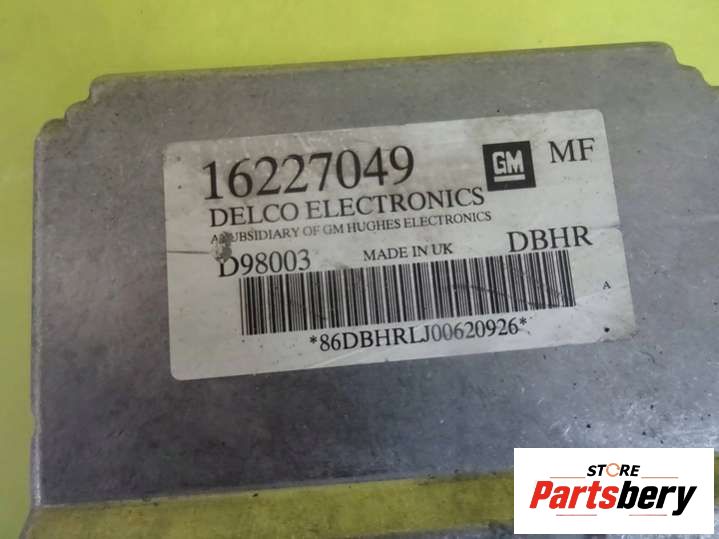 16227049 GM MF
DELCO ELECTRONICS
A SUBSIDIARY OF GM HUGHES ELECTRONICS
D98003 MADE IN UK DBHR
A
*86DBHRLJ00620926*
STORE
Partsbery